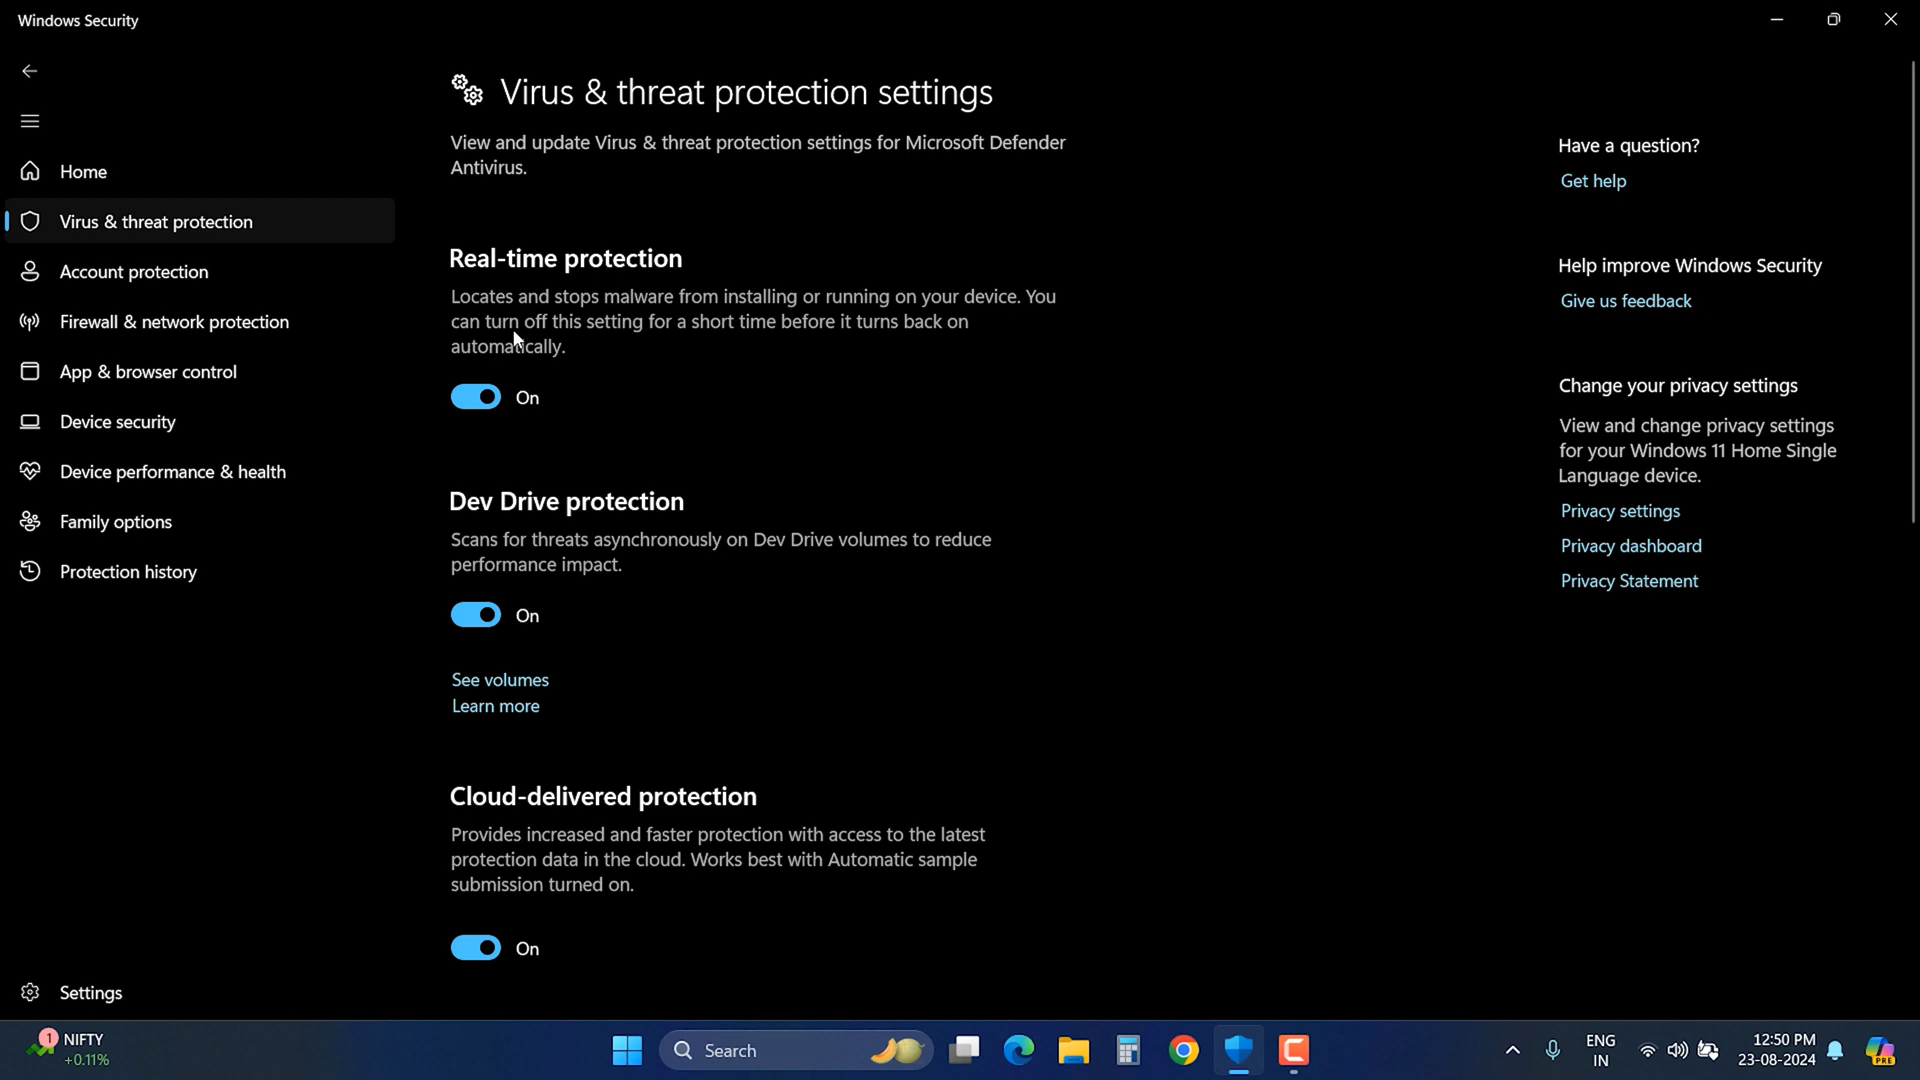 Windows Security
Home
Virus & threat protection
Account protection
Firewall & network protection
App & browser control
Device security
Device performance & health
Family options
Protection history
Settings
Virus & threat protection settings
View and update Virus & threat protection settings for Microsoft Defender
Antivirus.
Real-time protection
Locates and stops malware from installing or running on your device. You
can turn off this setting for a short time before it turns back on
automatically.
On
Dev Drive protection
Scans for threats asynchronously on Dev Drive volumes to reduce
performance impact.
On
See volumes
Learn more
Cloud-delivered protection
Provides increased and faster protection with access to the latest
protection data in the cloud. Works best with Automatic sample
submission turned on.
On
Have a question?
Get help
Help improve Windows Security
Give us feedback
Change your privacy settings
View and change privacy settings
for your Windows 11 Home Single
Language device.
Privacy settings
Privacy dashboard
Privacy Statement
1
NIFTY
+0.11%
Search
ENG
IN
12:50 PM
23-08-2024
PRE